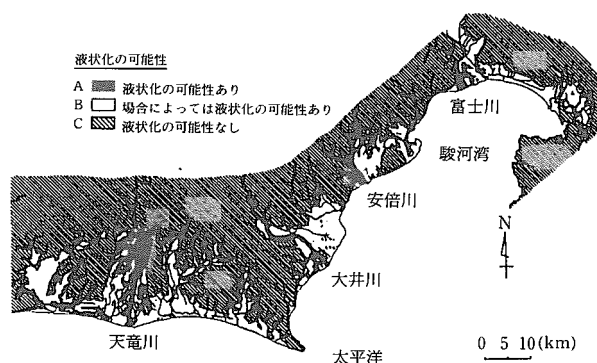 液状化の可能性
A 液状化の可能性あり
B 場合によっては液状化の可能性あり
C 液状化の可能性なし
富士川
駿河湾
安倍川
N
大井川
天竜川
太平洋
0 5 10(km)